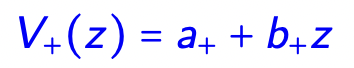 V₊(z) = a₊ + b₊z